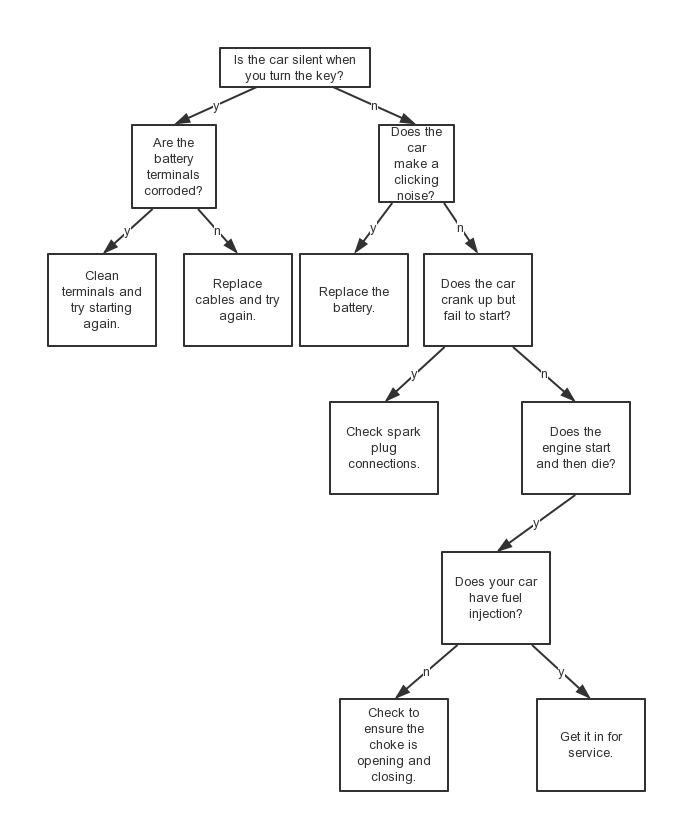 Is the car silent when
you turn the key?
y
n
Are the
battery
terminals
corroded?
Does the
car
make a
clicking
noise?
y
n
y
n
Clean
terminals and
try starting
again.
Replace
cables and try
again.
Replace the
battery.
Does the car
crank up but
fail to start?
y
n
Check spark
plug
connections.
Does the
engine start
and then die?
y
Does your car
have fuel
injection?
n
y
Check to
ensure the
choke is
opening and
closing.
Get it in for
service.